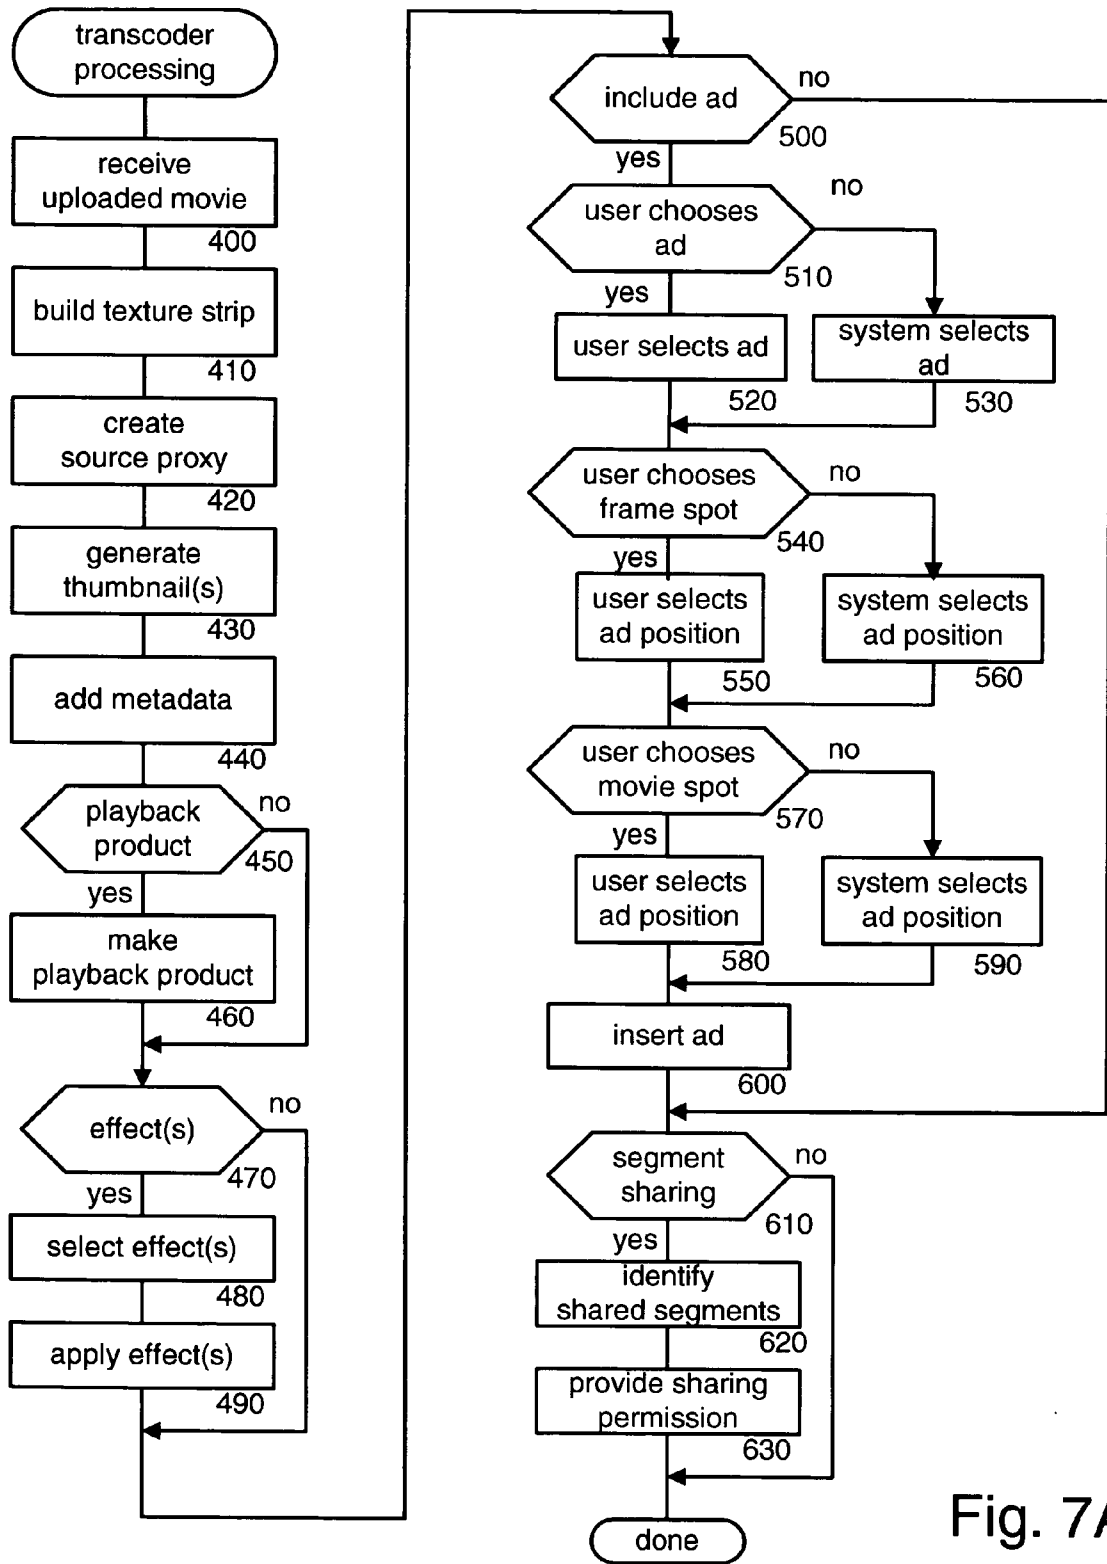 transcoder
processing
receive
uploaded movie
400
build texture strip
410
create
source proxy
420
generate
thumbnail(s)
430
add metadata
440
playback
product
no
450
yes
make
playback product
460
effect(s)
no
470
yes
select effect(s)
480
apply effect(s)
490
include ad
no
500
yes
user chooses
ad
no
510
yes
user selects ad
520
system selects
ad
530
user chooses
frame spot
no
540
yes
user selects
ad position
550
system selects
ad position
560
user chooses
movie spot
no
570
yes
user selects
ad position
580
system selects
ad position
590
insert ad
600
segment
sharing
no
610
yes
identify
shared segments
620
provide sharing
permission
630
done
Fig. 7A